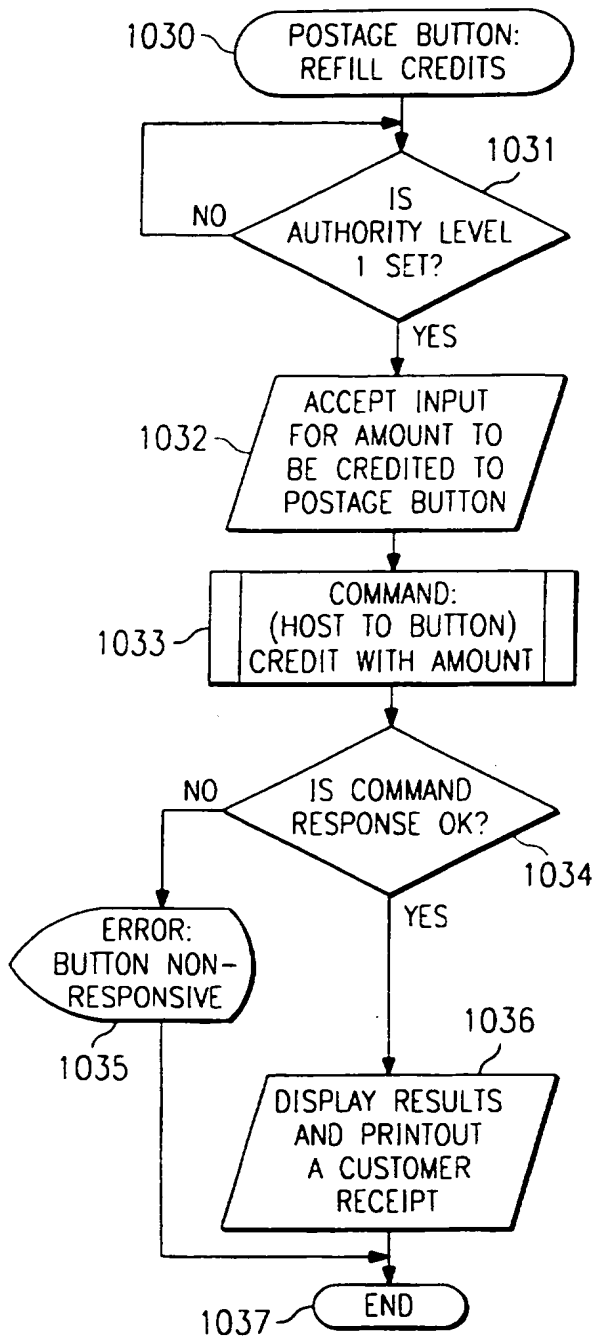 1030
POSTAGE BUTTON:
REFILL CREDITS
1031
IS
AUTHORITY LEVEL
1 SET?
NO
YES
1032
ACCEPT INPUT
FOR AMOUNT TO
BE CREDITED TO
POSTAGE BUTTON
1033
COMMAND:
(HOST TO BUTTON)
CREDIT WITH AMOUNT
NO
IS COMMAND
RESPONSE OK?
1034
YES
ERROR:
BUTTON NON-
RESPONSIVE
1035
1036
DISPLAY RESULTS
AND PRINTOUT
A CUSTOMER
RECEIPT
1037
END